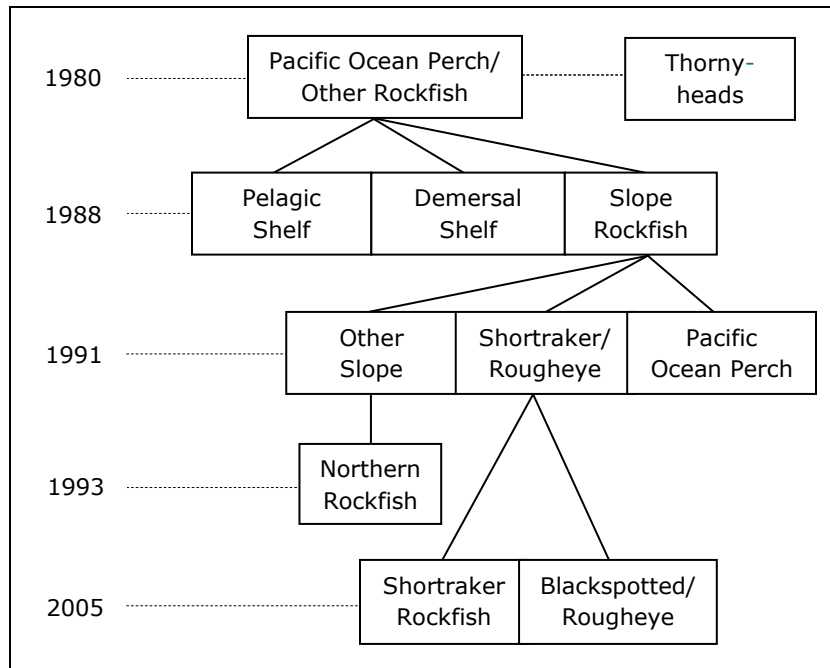 1980
Pacific Ocean Perch/
Other Rockfish
Thorny-
heads
1988
Pelagic
Shelf
Demersal
Shelf
Slope
Rockfish
1991
Other
Slope
Shortraker/
Rougheye
Pacific
Ocean Perch
1993
Northern
Rockfish
2005
Shortraker
Rockfish
Blackspotted/
Rougheye